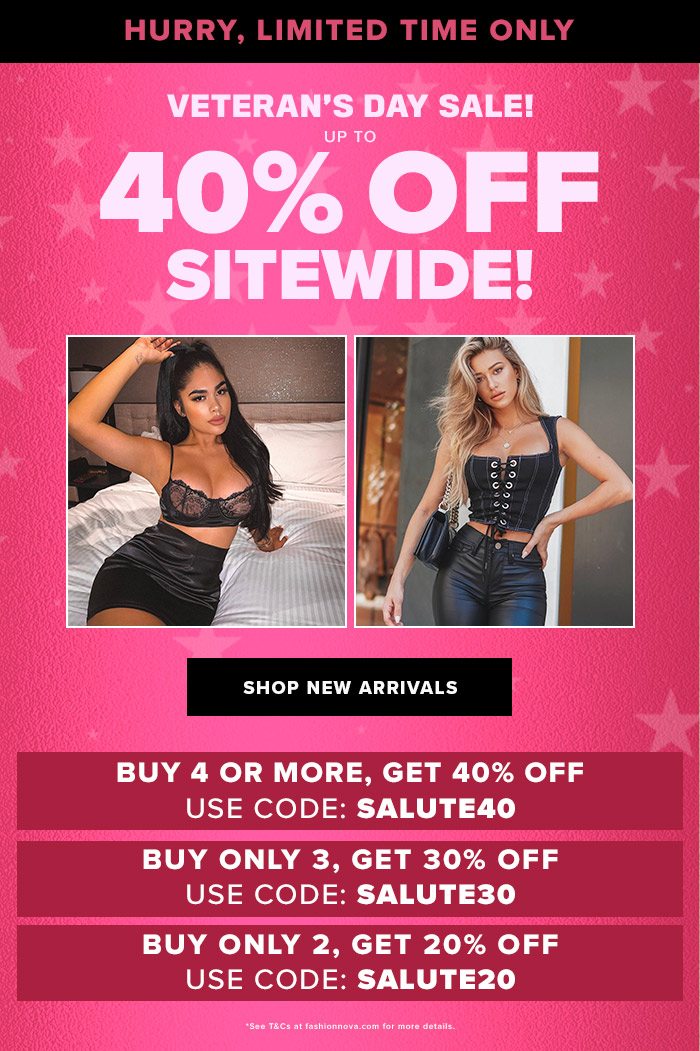 HURRY, LIMITED TIME ONLY
VETERAN'S DAY SALE!
UP TO
40% OFF
SITEWIDE!
SHOP NEW ARRIVALS
BUY 4 OR MORE, GET 40% OFF
USE CODE: SALUTE40
BUY ONLY 3, GET 30% OFF
USE CODE: SALUTE30
BUY ONLY 2, GET 20% OFF
USE CODE: SALUTE20
*See T&Cs at fashionnova.com for more details.